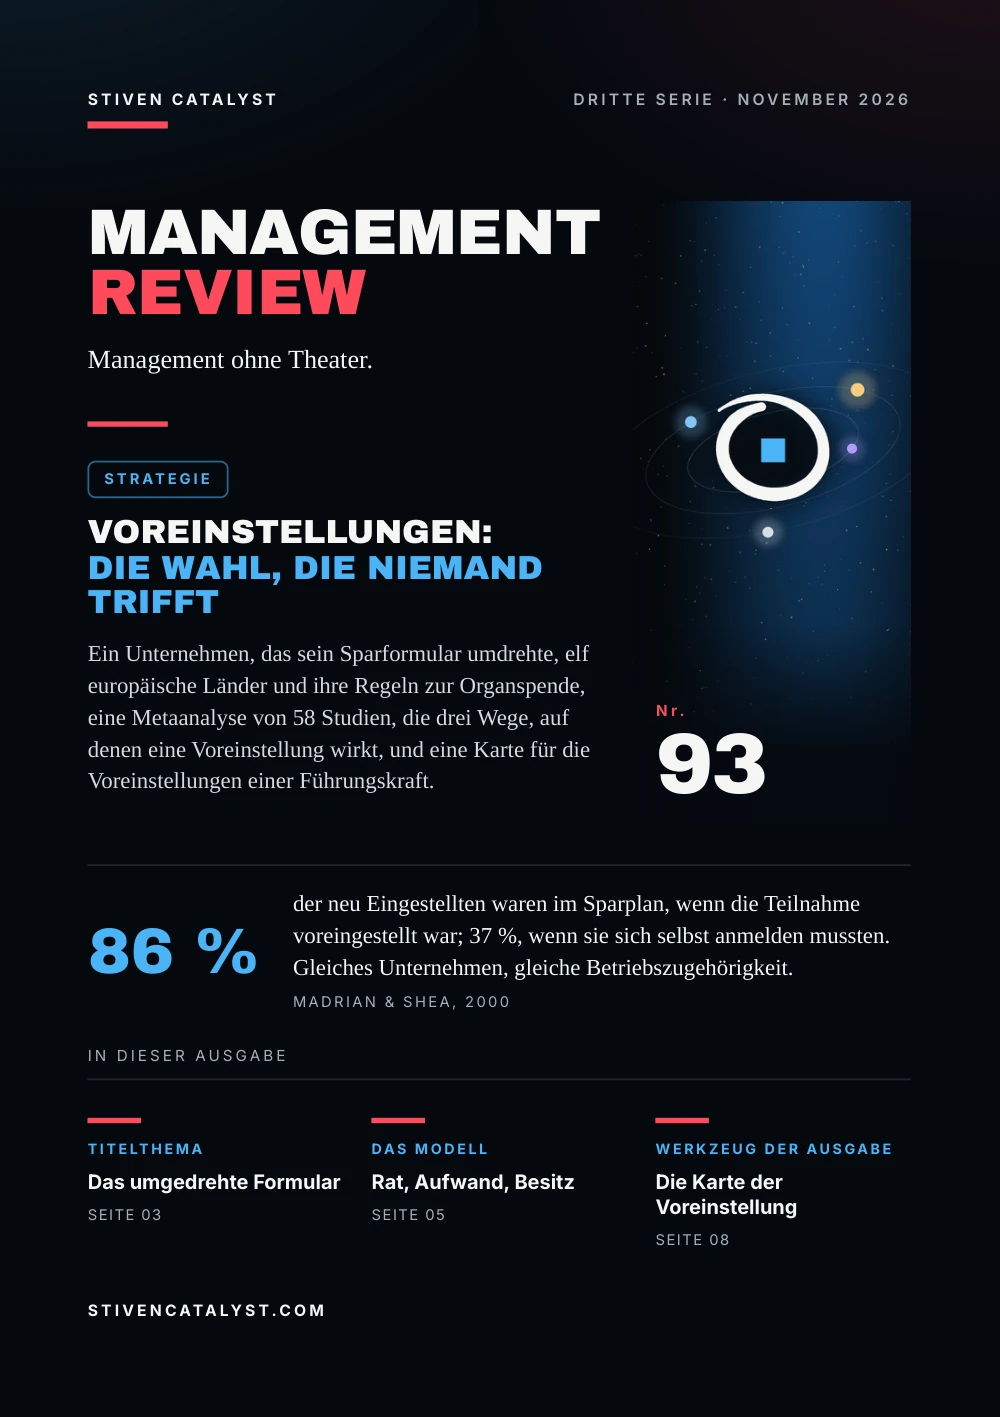 STIVEN CATALYST
DRITTE SERIE · NOVEMBER 2026
MANAGEMENT
REVIEW
Management ohne Theater.
STRATEGIE
VOREINSTELLUNGEN:
DIE WAHL, DIE NIEMAND
TRIFFT
Ein Unternehmen, das sein Sparformular umdrehte, elf
europäische Länder und ihre Regeln zur Organspende,
eine Metaanalyse von 58 Studien, die drei Wege, auf
denen eine Voreinstellung wirkt, und eine Karte für die
Voreinstellungen einer Führungskraft.
Nr.
93
86 %
der neu Eingestellten waren im Sparplan, wenn die Teilnahme
voreingestellt war; 37 %, wenn sie sich selbst anmelden mussten.
Gleiches Unternehmen, gleiche Betriebszugehörigkeit.
MADRIAN & SHEA, 2000
IN DIESER AUSGABE
TITELTHEMA
Das umgedrehte Formular
SEITE 03
DAS MODELL
Rat, Aufwand, Besitz
SEITE 05
WERKZEUG DER AUSGABE
Die Karte der
Voreinstellung
SEITE 08
STIVENCATALYST.COM